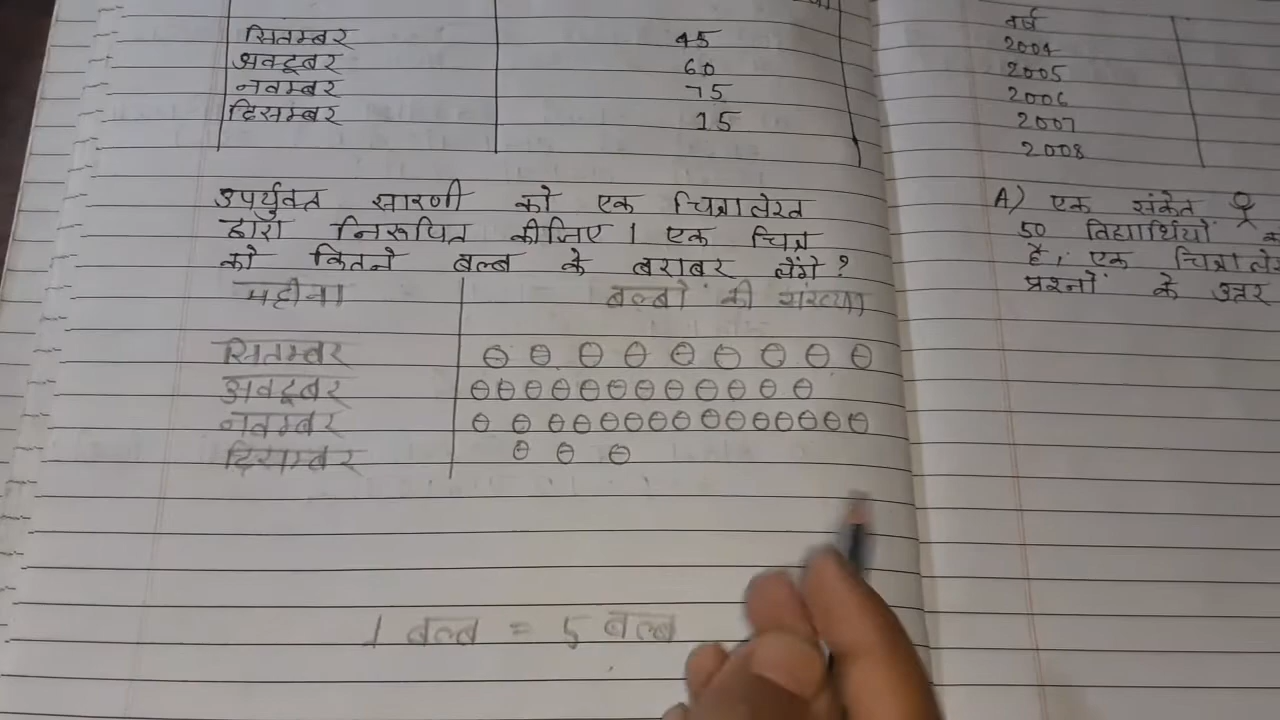 सितम्बर 45
अक्टूबर 60
नवम्बर 75
दिसम्बर 15
उपर्युक्त सारणी को एक चित्रालेख
द्वारा निरूपित कीजिए। एक चित्र
को कितने बल्ब के बराबर लेंगे?
महीना बल्बों की संख्या
सितम्बर
अक्टूबर
नवम्बर
दिसम्बर
1 बल्ब = 5 बल्ब
वर्ष
2004
2005
2006
2007
2008
A) एक संकेत
50 विद्यार्थियों
है, एक
प्रश्नों के उत्तर